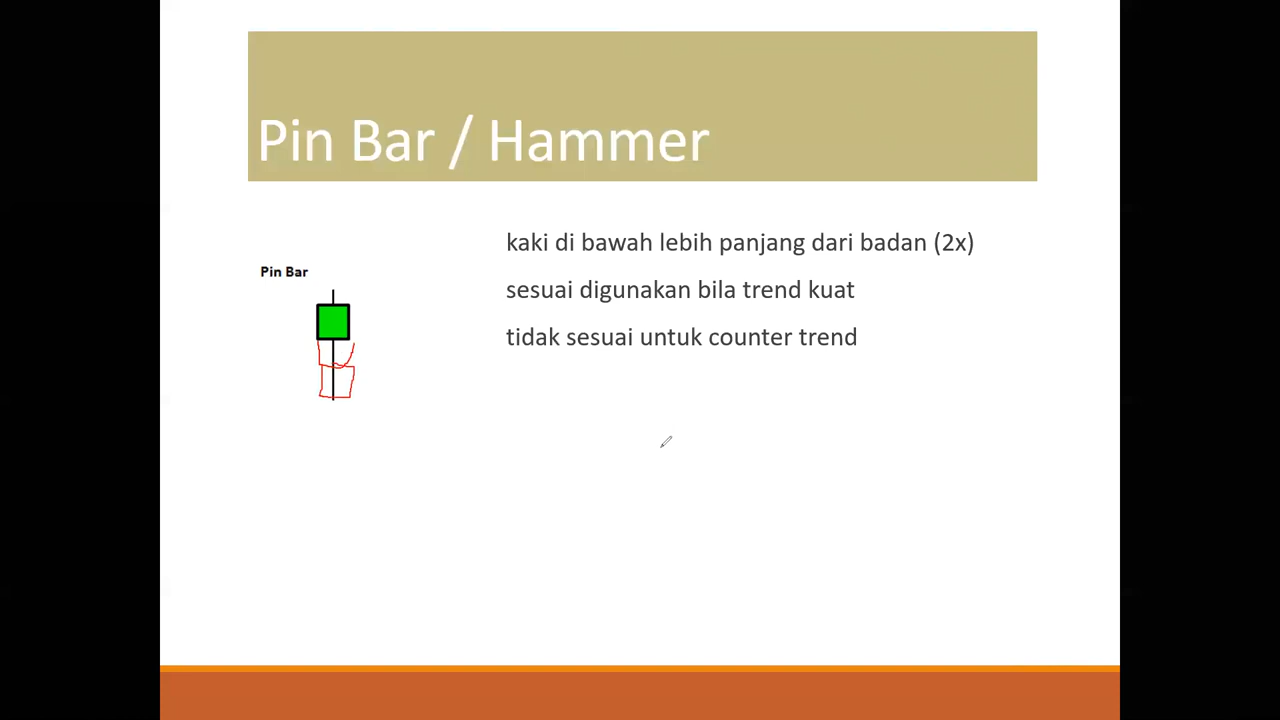 Pin Bar / Hammer
kaki di bawah lebih panjang dari badan (2x)
Pin Bar
sesuai digunakan bila trend kuat
tidak sesuai untuk counter trend